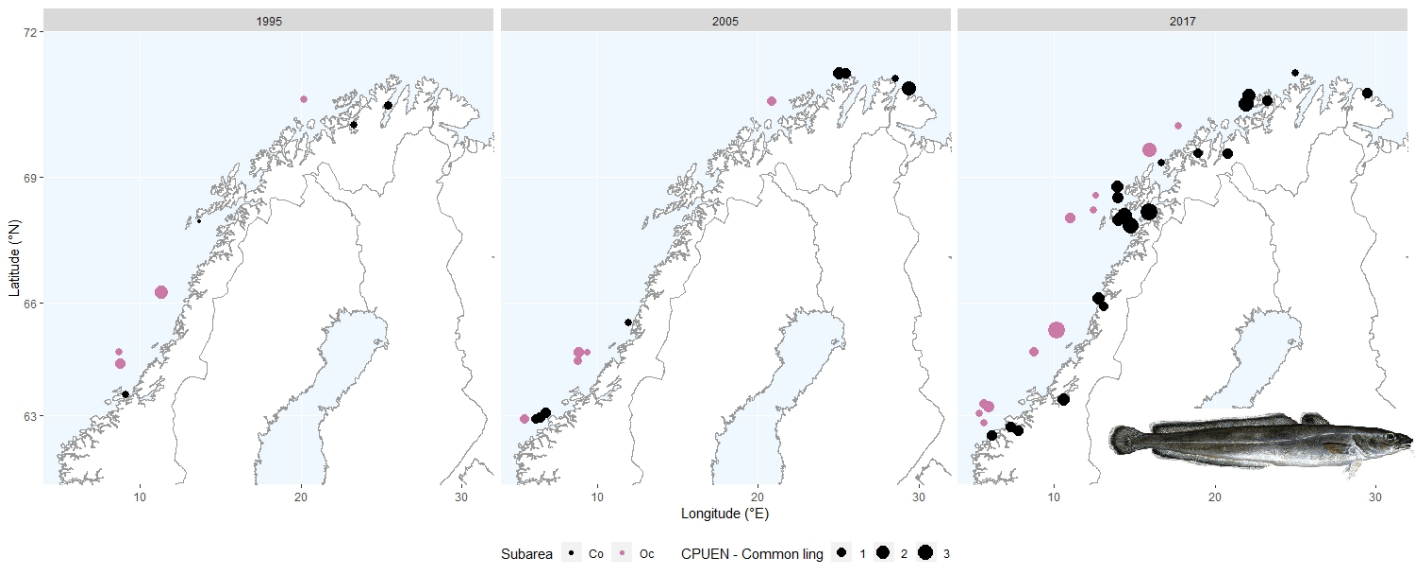 1995 2005 2017
72
69
66
63
Latitude (°N)
10 20 30 10 20 30 10 20 30
Longitude (°E)
Subarea Co Oc CPUEN - Common ling 1 2 3